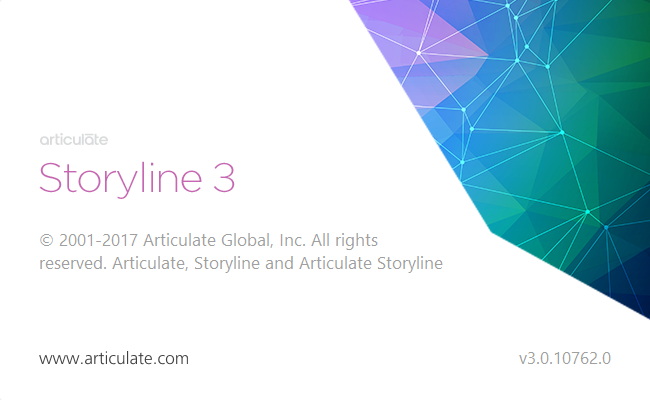 articulāte
Storyline 3
© 2001-2017 Articulate Global, Inc. All rights
reserved. Articulate, Storyline and Articulate Storyline
www.articulate.com
v3.0.10762.0